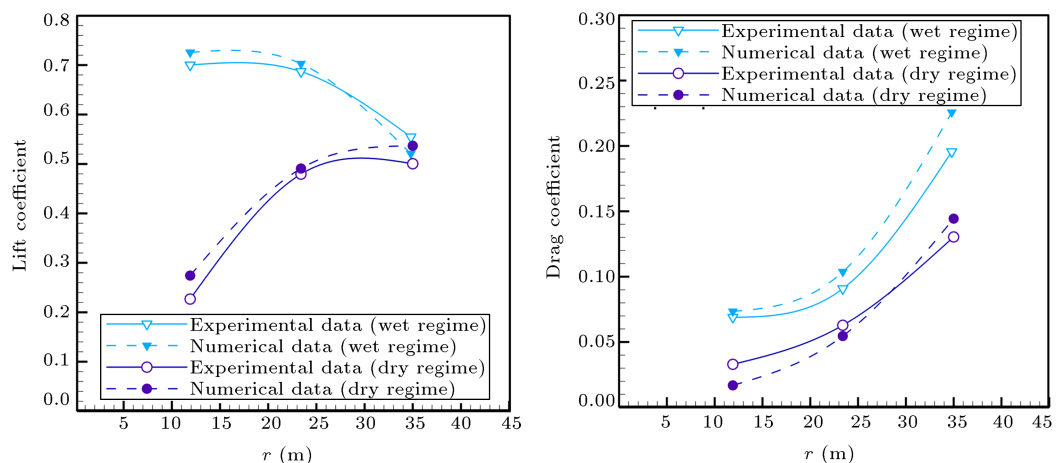 0.8
0.7
0.6
0.5
0.4
0.3
0.2
0.1
0.0
Lift coefficient
Experimental data (wet regime)
Numerical data (wet regime)
Experimental data (dry regime)
Numerical data (dry regime)
5 10 15 20 25 30 35 40 45
r (m)
0.30
0.25
0.20
0.15
0.10
0.05
0.00
Drag coefficient
Experimental data (wet regime)
Numerical data (wet regime)
Experimental data (dry regime)
Numerical data (dry regime)
5 10 15 20 25 30 35 40 45
r (m)